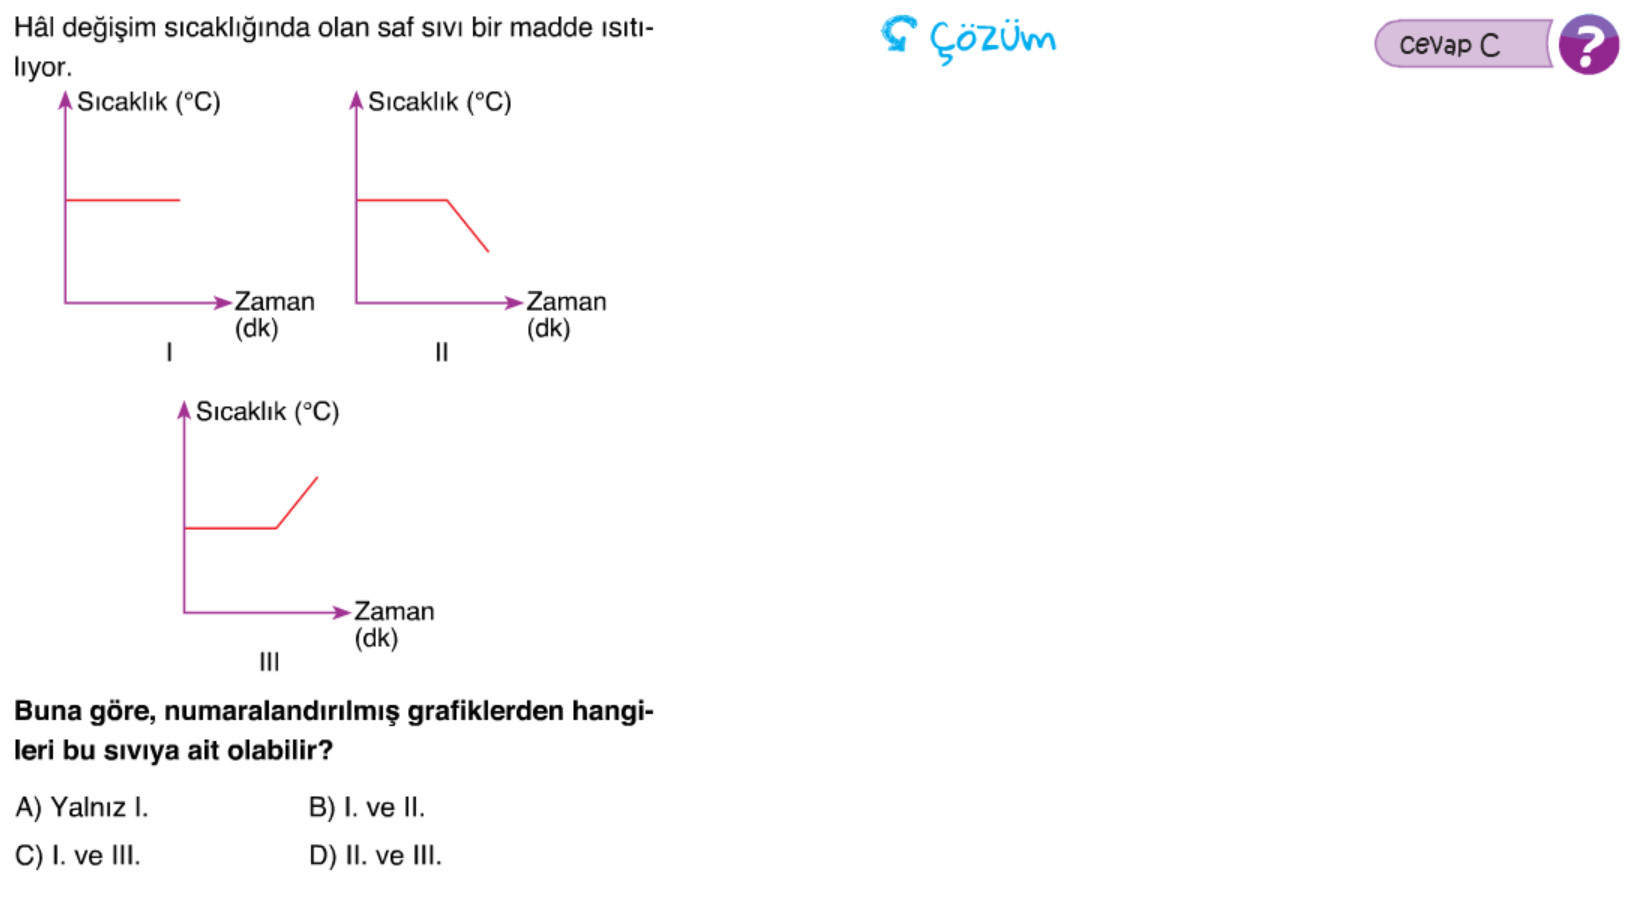 Hâl değişim sıcaklığında olan saf sıvı bir madde ısıtı-
lıyor.
Sıcaklık (°C)
Zaman
(dk)
I
Sıcaklık (°C)
Zaman
(dk)
II
Sıcaklık (°C)
Zaman
(dk)
III
Buna göre, numaralandırılmış grafiklerden hangi-
leri bu sıvıya ait olabilir?
A) Yalnız I.
B) I. ve II.
C) I. ve III.
D) II. ve III.
Çözüm
cevap C
?